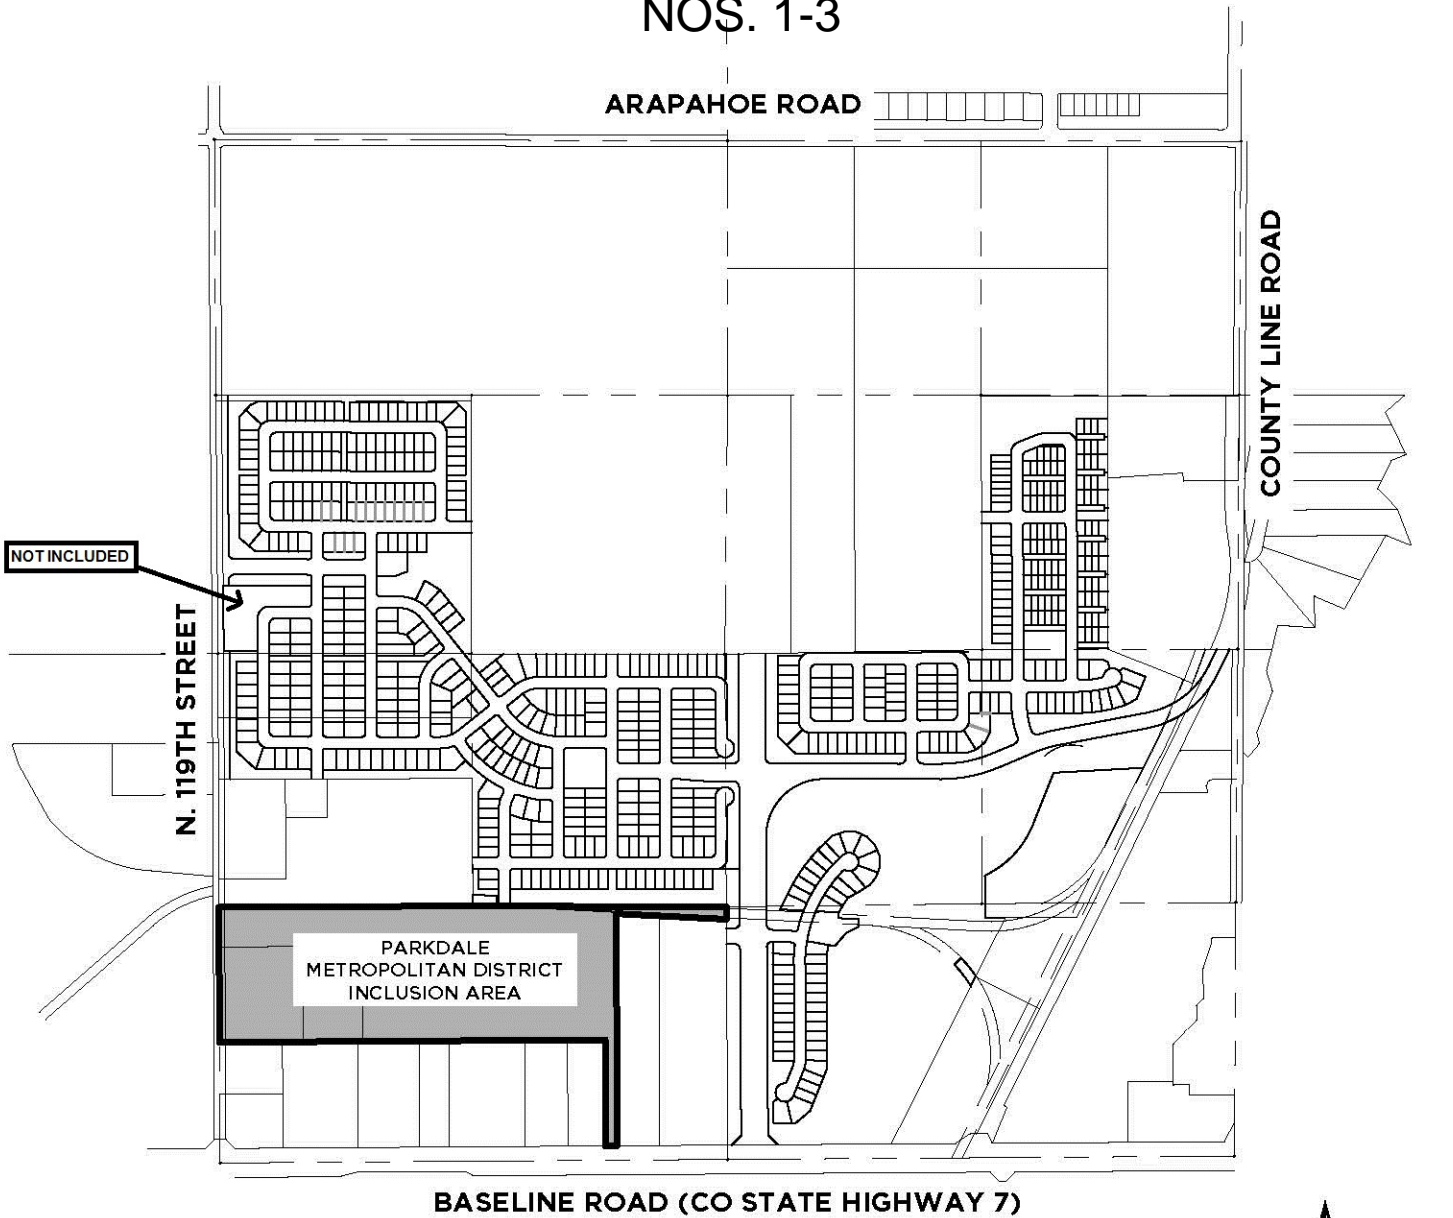 NOS. 1-3
ARAPAHOE ROAD
COUNTY LINE ROAD
NOT INCLUDED
N. 119TH STREET
PARKDALE
METROPOLITAN DISTRICT
INCLUSION AREA
BASELINE ROAD (CO STATE HIGHWAY 7)